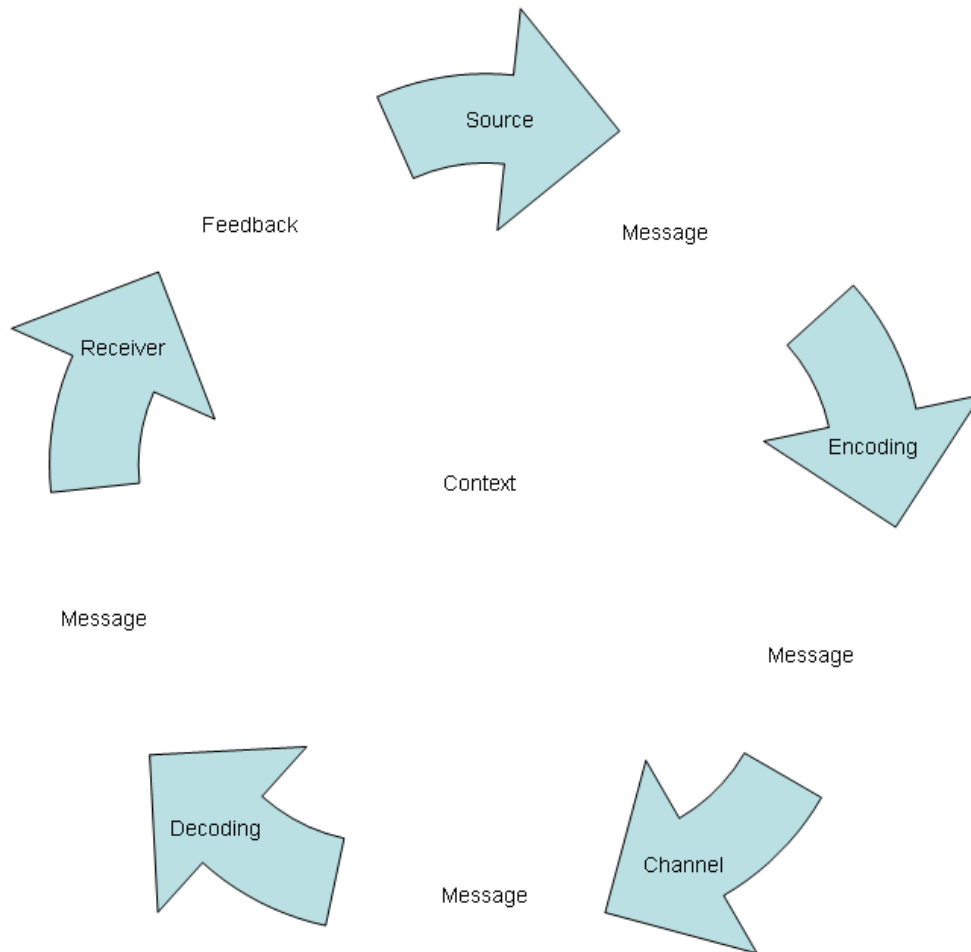 Source
Feedback
Message
Receiver
Encoding
Context
Message
Message
Decoding
Channel
Message